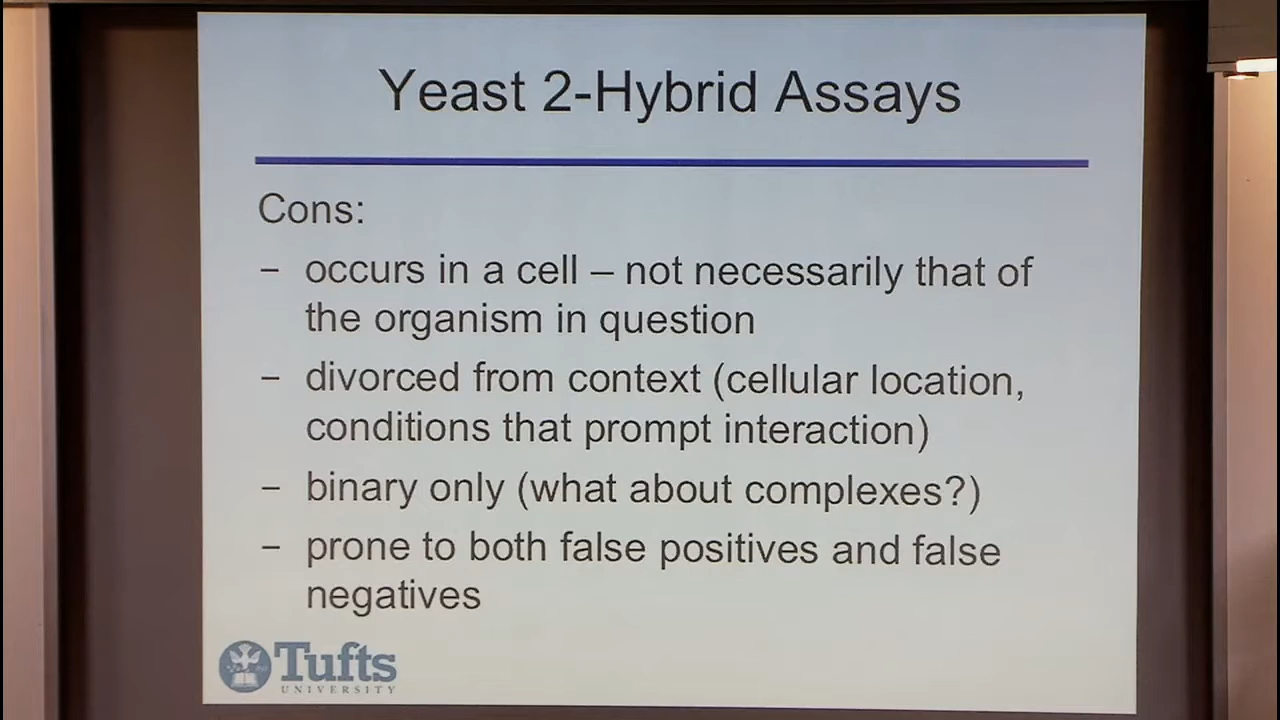 Yeast 2-Hybrid Assays
Cons:
– occurs in a cell – not necessarily that of
the organism in question
– divorced from context (cellular location,
conditions that prompt interaction)
– binary only (what about complexes?)
– prone to both false positives and false
negatives
Tufts
UNIVERSITY